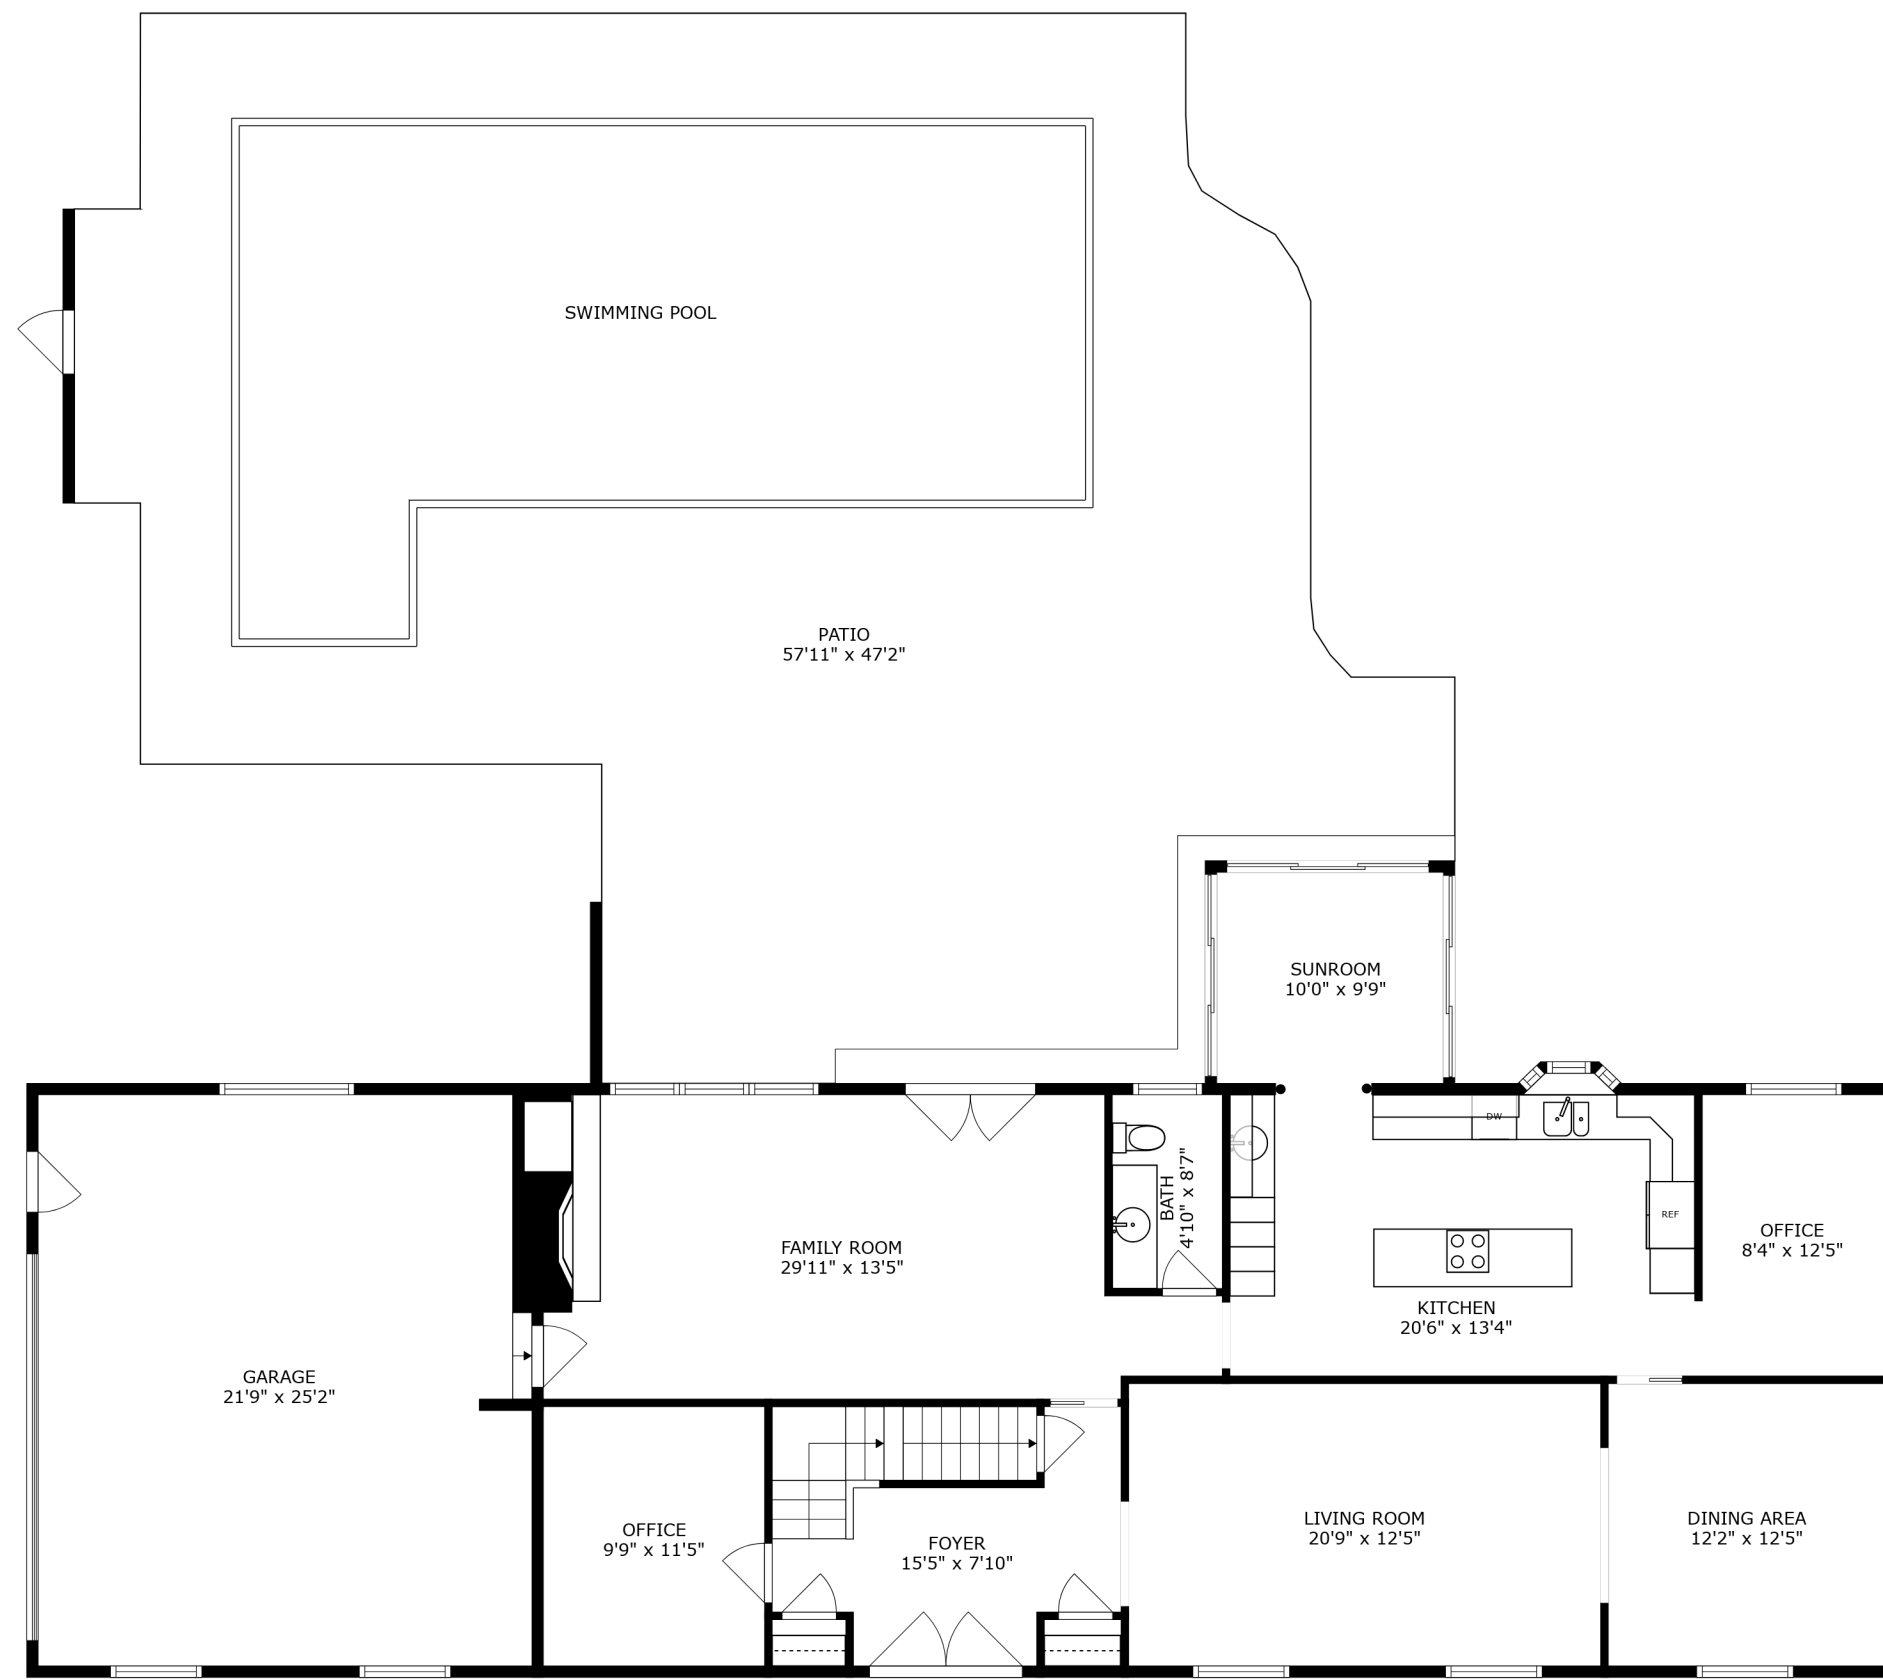 SWIMMING POOL
PATIO
57'11" x 47'2"
SUNROOM
10'0" x 9'9"
DW
BATH
4'10" x 8'7"
REF
OFFICE
8'4" x 12'5"
FAMILY ROOM
29'11" x 13'5"
KITCHEN
20'6" x 13'4"
GARAGE
21'9" x 25'2"
OFFICE
9'9" x 11'5"
FOYER
15'5" x 7'10"
LIVING ROOM
20'9" x 12'5"
DINING AREA
12'2" x 12'5"